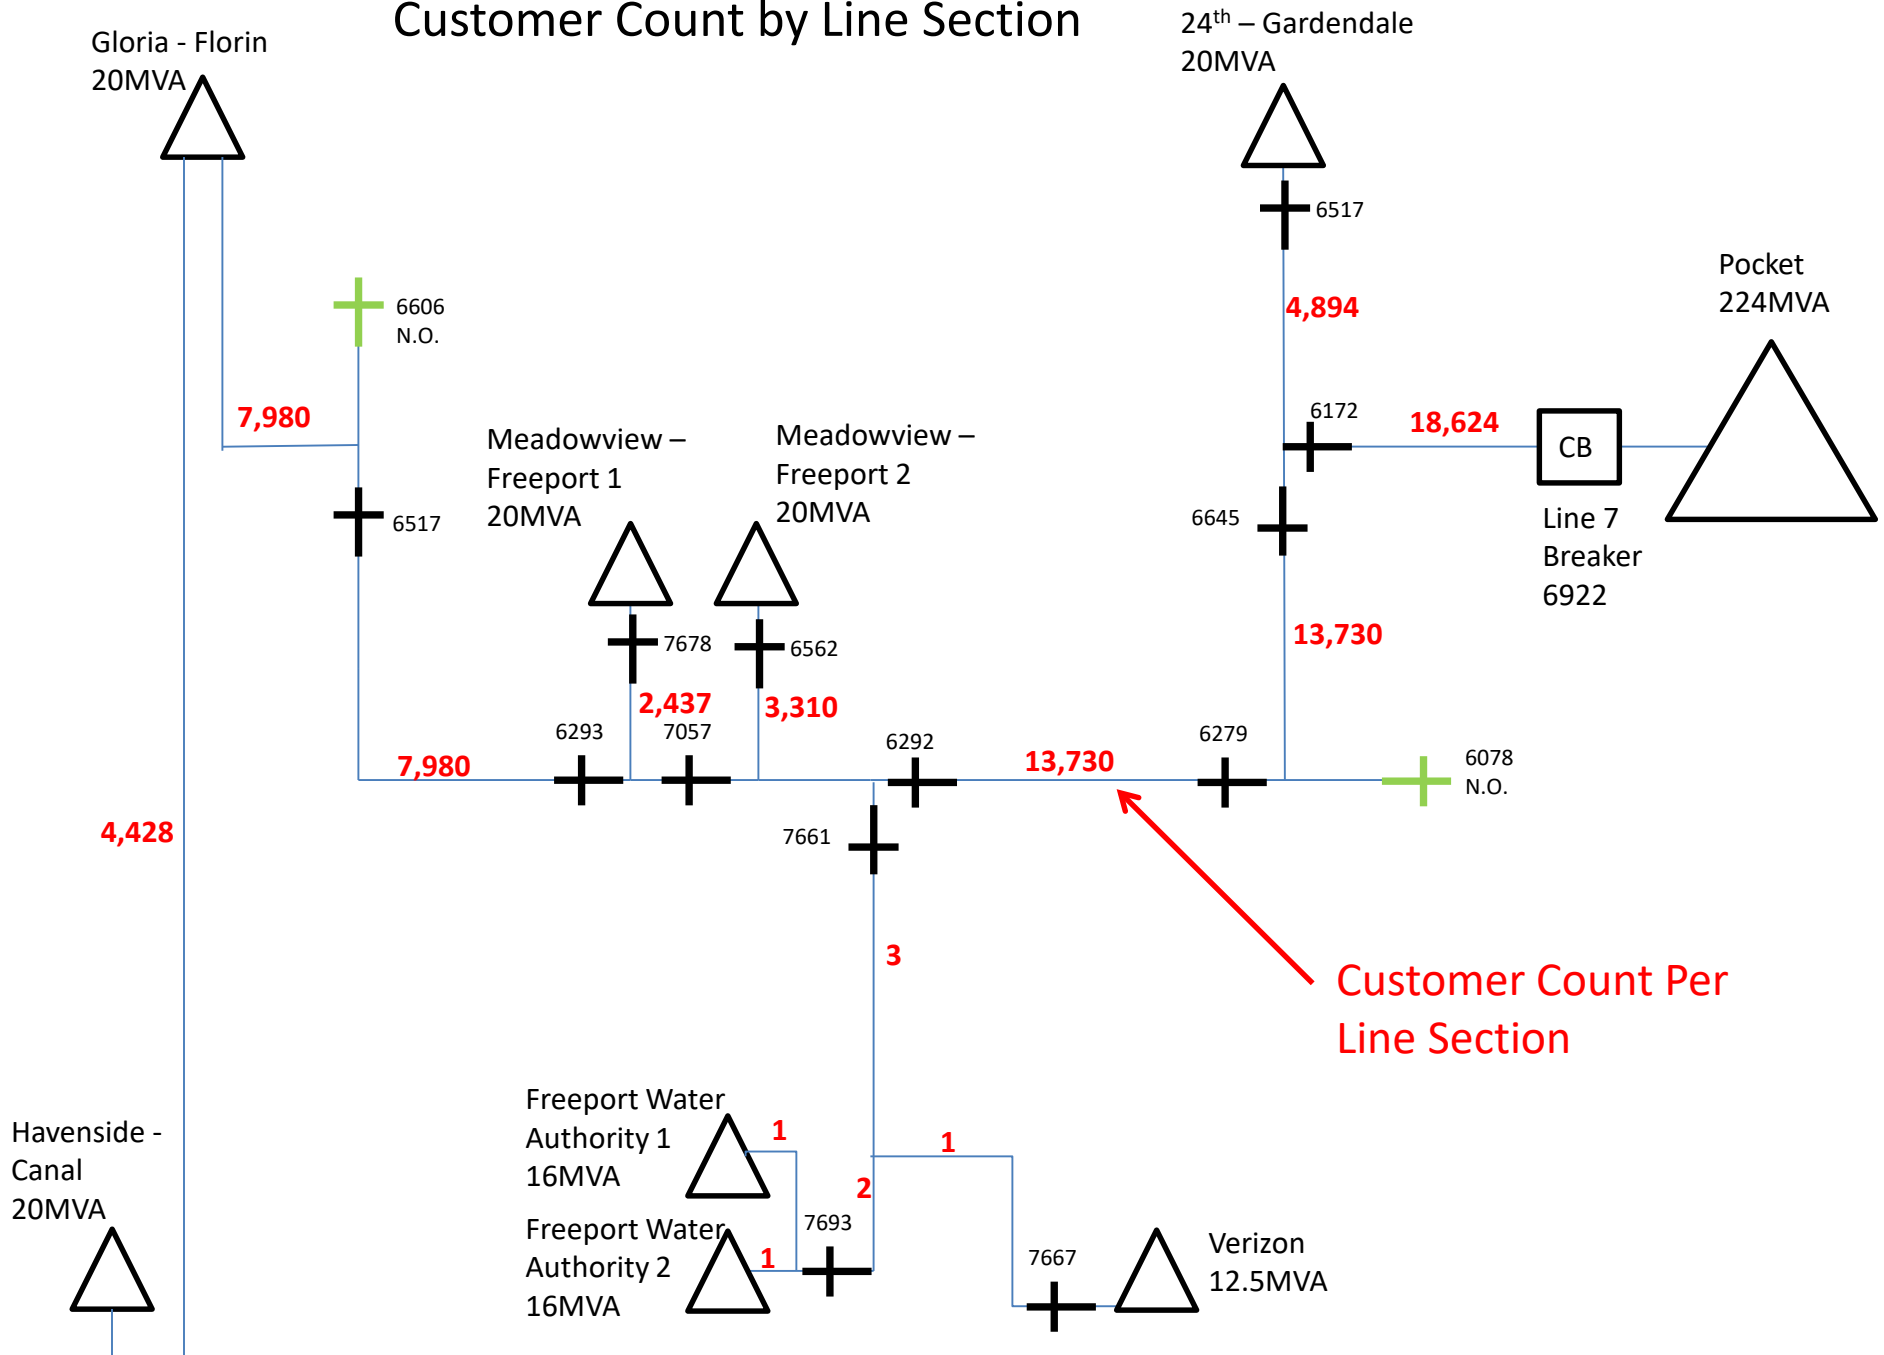 Customer Count by Line Section
Gloria - Florin
20MVA
24th – Gardendale
20MVA
6517
Pocket
224MVA
6606
N.O.
4,894
7,980
6172
18,624
CB
Meadowview –
Freeport 1
20MVA
Meadowview –
Freeport 2
20MVA
6517
6645
Line 7
Breaker
6922
7678
6562
13,730
2,437
3,310
6293
7057
6292
6279
7,980
13,730
6078
N.O.
4,428
7661
3
Customer Count Per
Line Section
Freeport Water
Authority 1
16MVA
1
1
Havenside -
Canal
20MVA
2
Freeport Water
Authority 2
16MVA
7693
1
7667
Verizon
12.5MVA